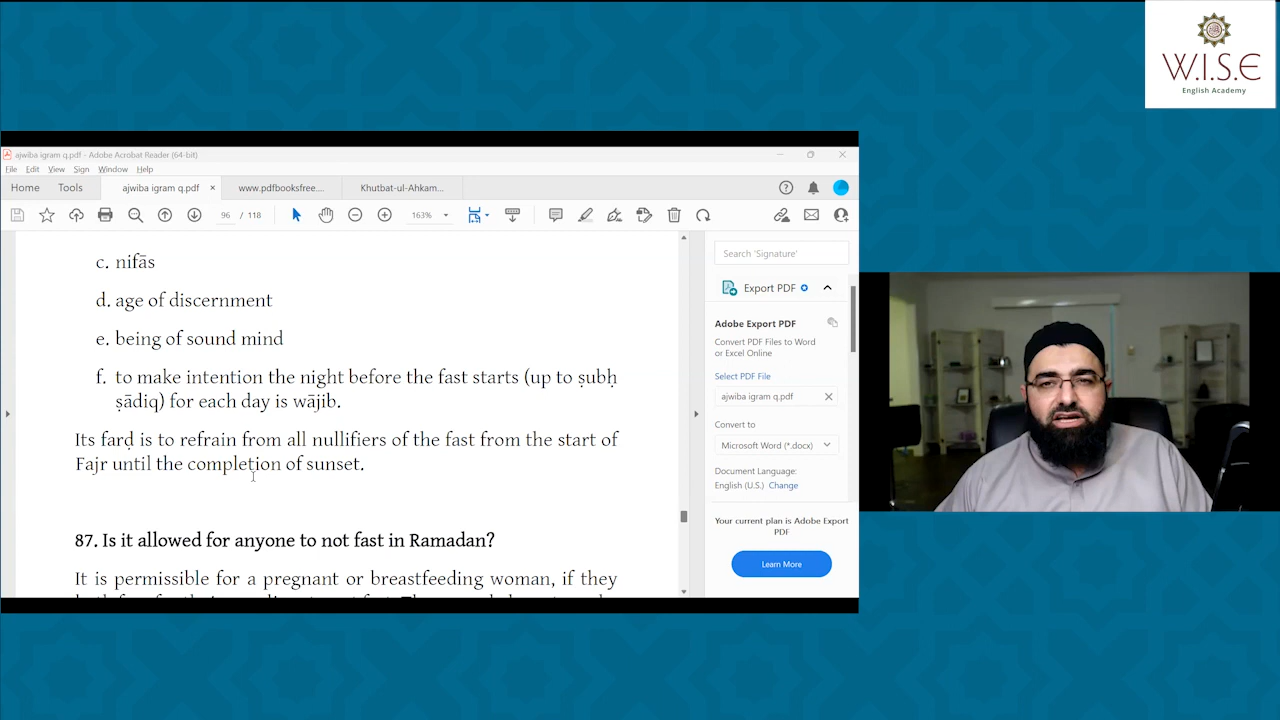 W.I.S.E
English Academy
ajwiba igram q.pdf - Adobe Acrobat Reader (64-bit)
File Edit View Sign Window Help
Home Tools ajwiba igram q.pdf × www.pdfbooksfree.... Khutbat-ul-Ahkam...
96 / 118 163%
c. nifās
d. age of discernment
e. being of sound mind
f. to make intention the night before the fast starts (up to ṣubḥ
ṣādiq) for each day is wājib.
Its farḍ is to refrain from all nullifiers of the fast from the start of
Fajr until the completion of sunset.
87. Is it allowed for anyone to not fast in Ramadan?
It is permissible for a pregnant or breastfeeding woman, if they
Search 'Signature'
Export PDF
Adobe Export PDF
Convert PDF Files to Word
or Excel Online
Select PDF File
ajwiba igram q.pdf
Convert to
Microsoft Word (*.docx)
Document Language:
English (U.S.) Change
Your current plan is Adobe Export
PDF
Learn More